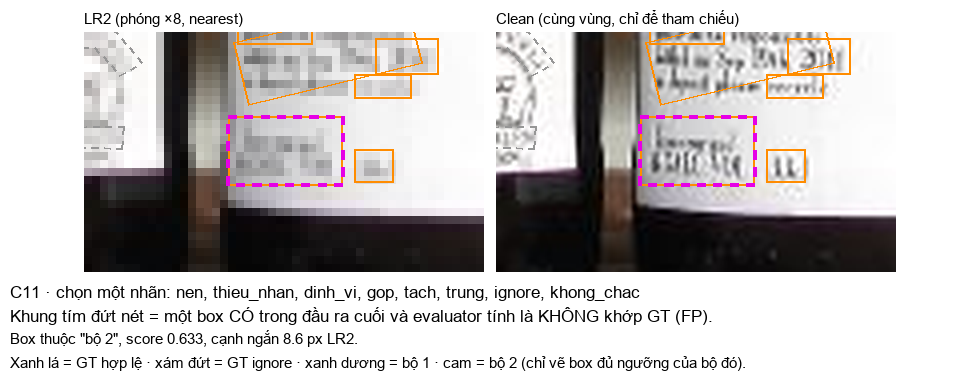 LR2 (phóng ×8, nearest)
Clean (cùng vùng, chỉ để tham chiếu)
C11 · chọn một nhãn: nen, thieu_nhan, dinh_vi, gop, tach, trung, ignore, khong_chac
Khung tím đứt nét = một box CÓ trong đầu ra cuối và evaluator tính là KHÔNG khớp GT (FP).
Box thuộc "bộ 2", score 0.633, cạnh ngắn 8.6 px LR2.
Xanh lá = GT hợp lệ · xám đứt = GT ignore · xanh dương = bộ 1 · cam = bộ 2 (chỉ vẽ box đủ ngưỡng của bộ đó).